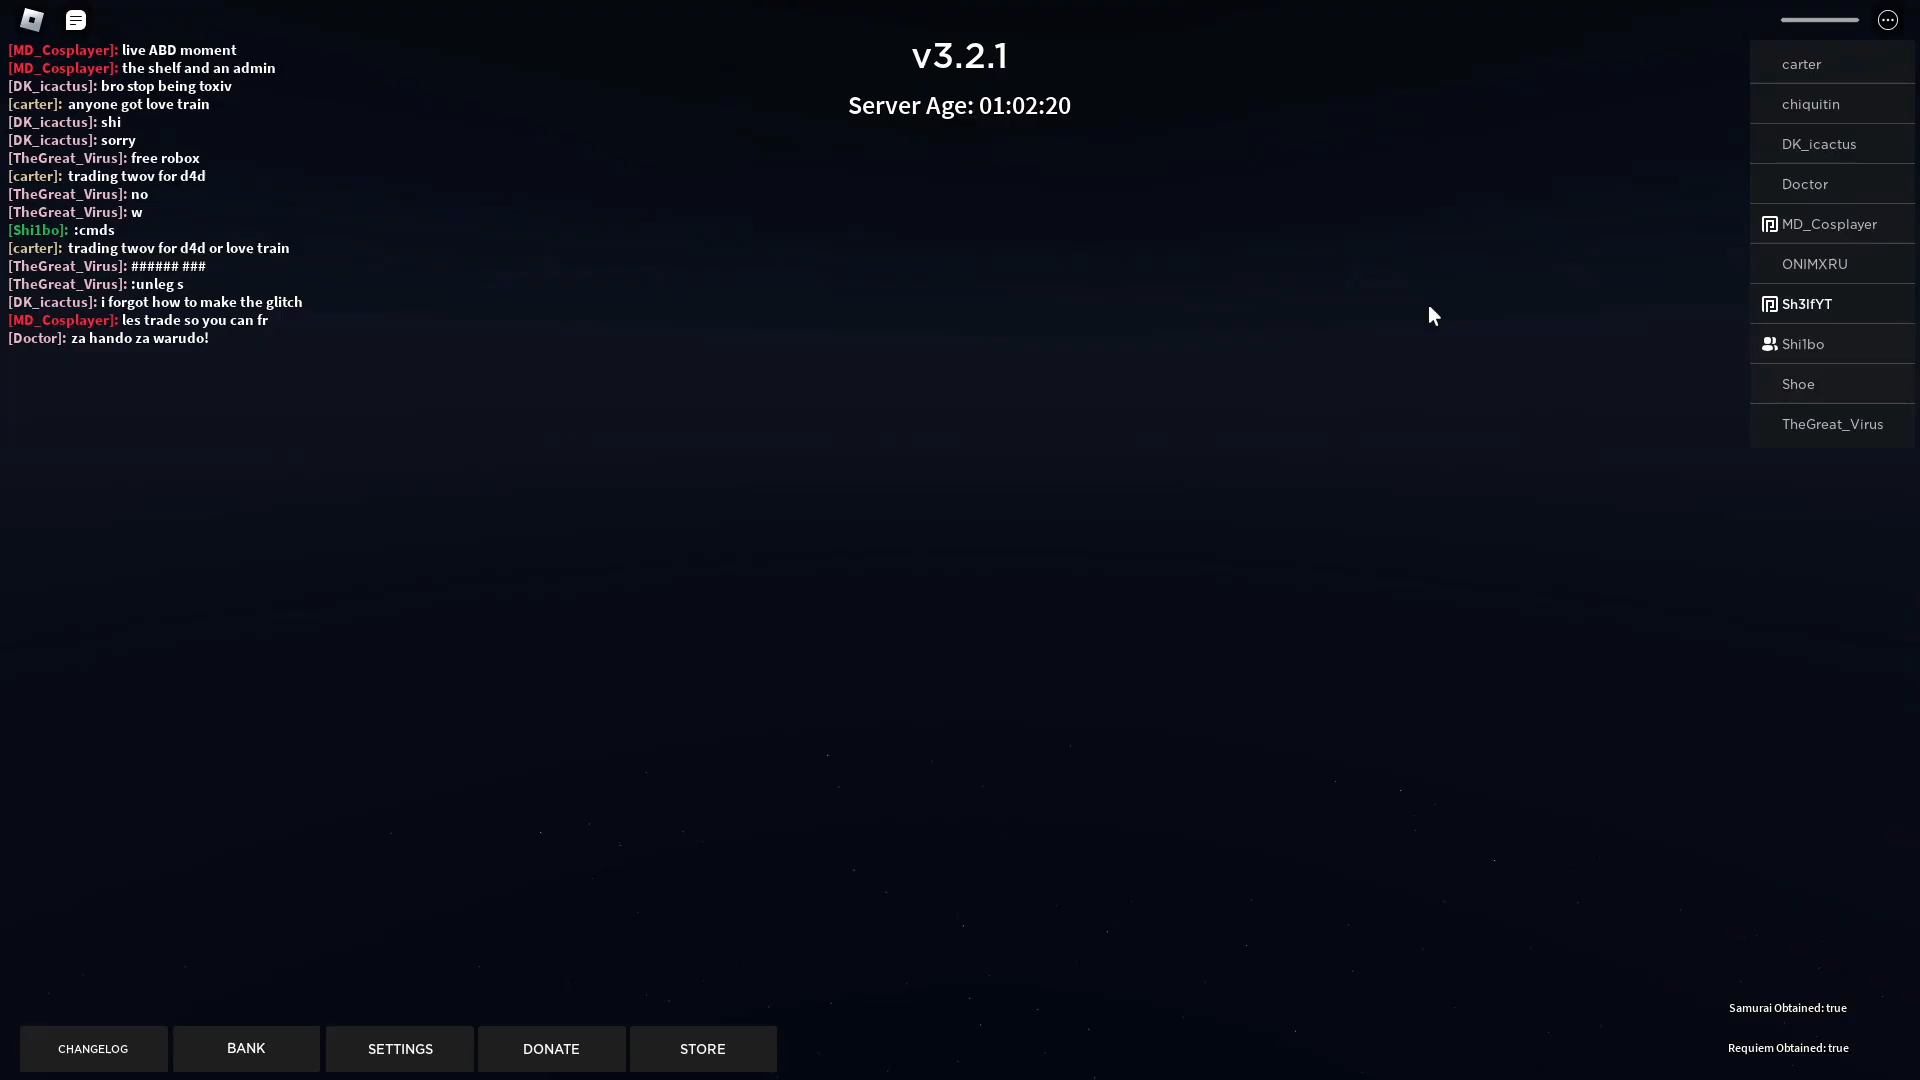 [MD_Cosplayer]: live ABD moment
[MD_Cosplayer]: the shelf and an admin
[DK_icactus]: bro stop being toxiv
[carter]: anyone got love train
[DK_icactus]: shi
[DK_icactus]: sorry
[TheGreat_Virus]: free robox
[carter]: trading twov for d4d
[TheGreat_Virus]: no
[TheGreat_Virus]: w
[Shi1bo]: :cmds
[carter]: trading twov for d4d or love train
[TheGreat_Virus]: ###### ###
[TheGreat_Virus]: :unleg s
[DK_icactus]: i forgot how to make the glitch
[MD_Cosplayer]: les trade so you can fr
[Doctor]: za hando za warudo!
v3.2.1
Server Age: 01:02:20
carter
chiquitin
DK_icactus
Doctor
MD_Cosplayer
ONIMXRU
Sh3lfYT
Shi1bo
Shoe
TheGreat_Virus
Samurai Obtained: true
Requiem Obtained: true
CHANGELOG
BANK
SETTINGS
DONATE
STORE